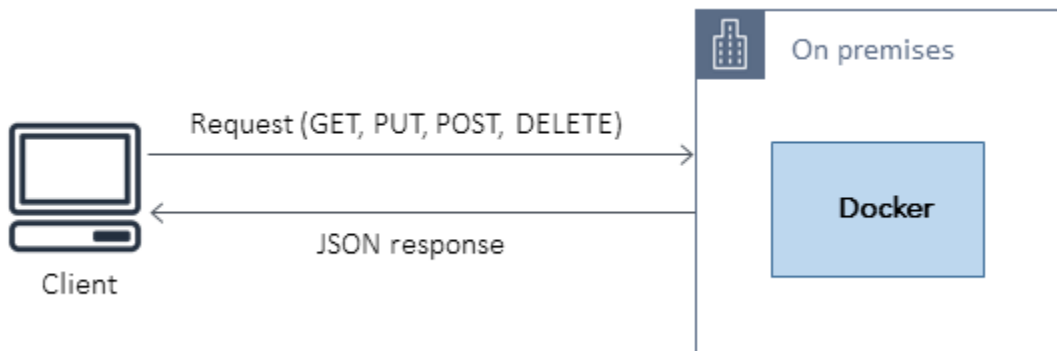 On premises
Request (GET, PUT, POST, DELETE)
Docker
JSON response
Client